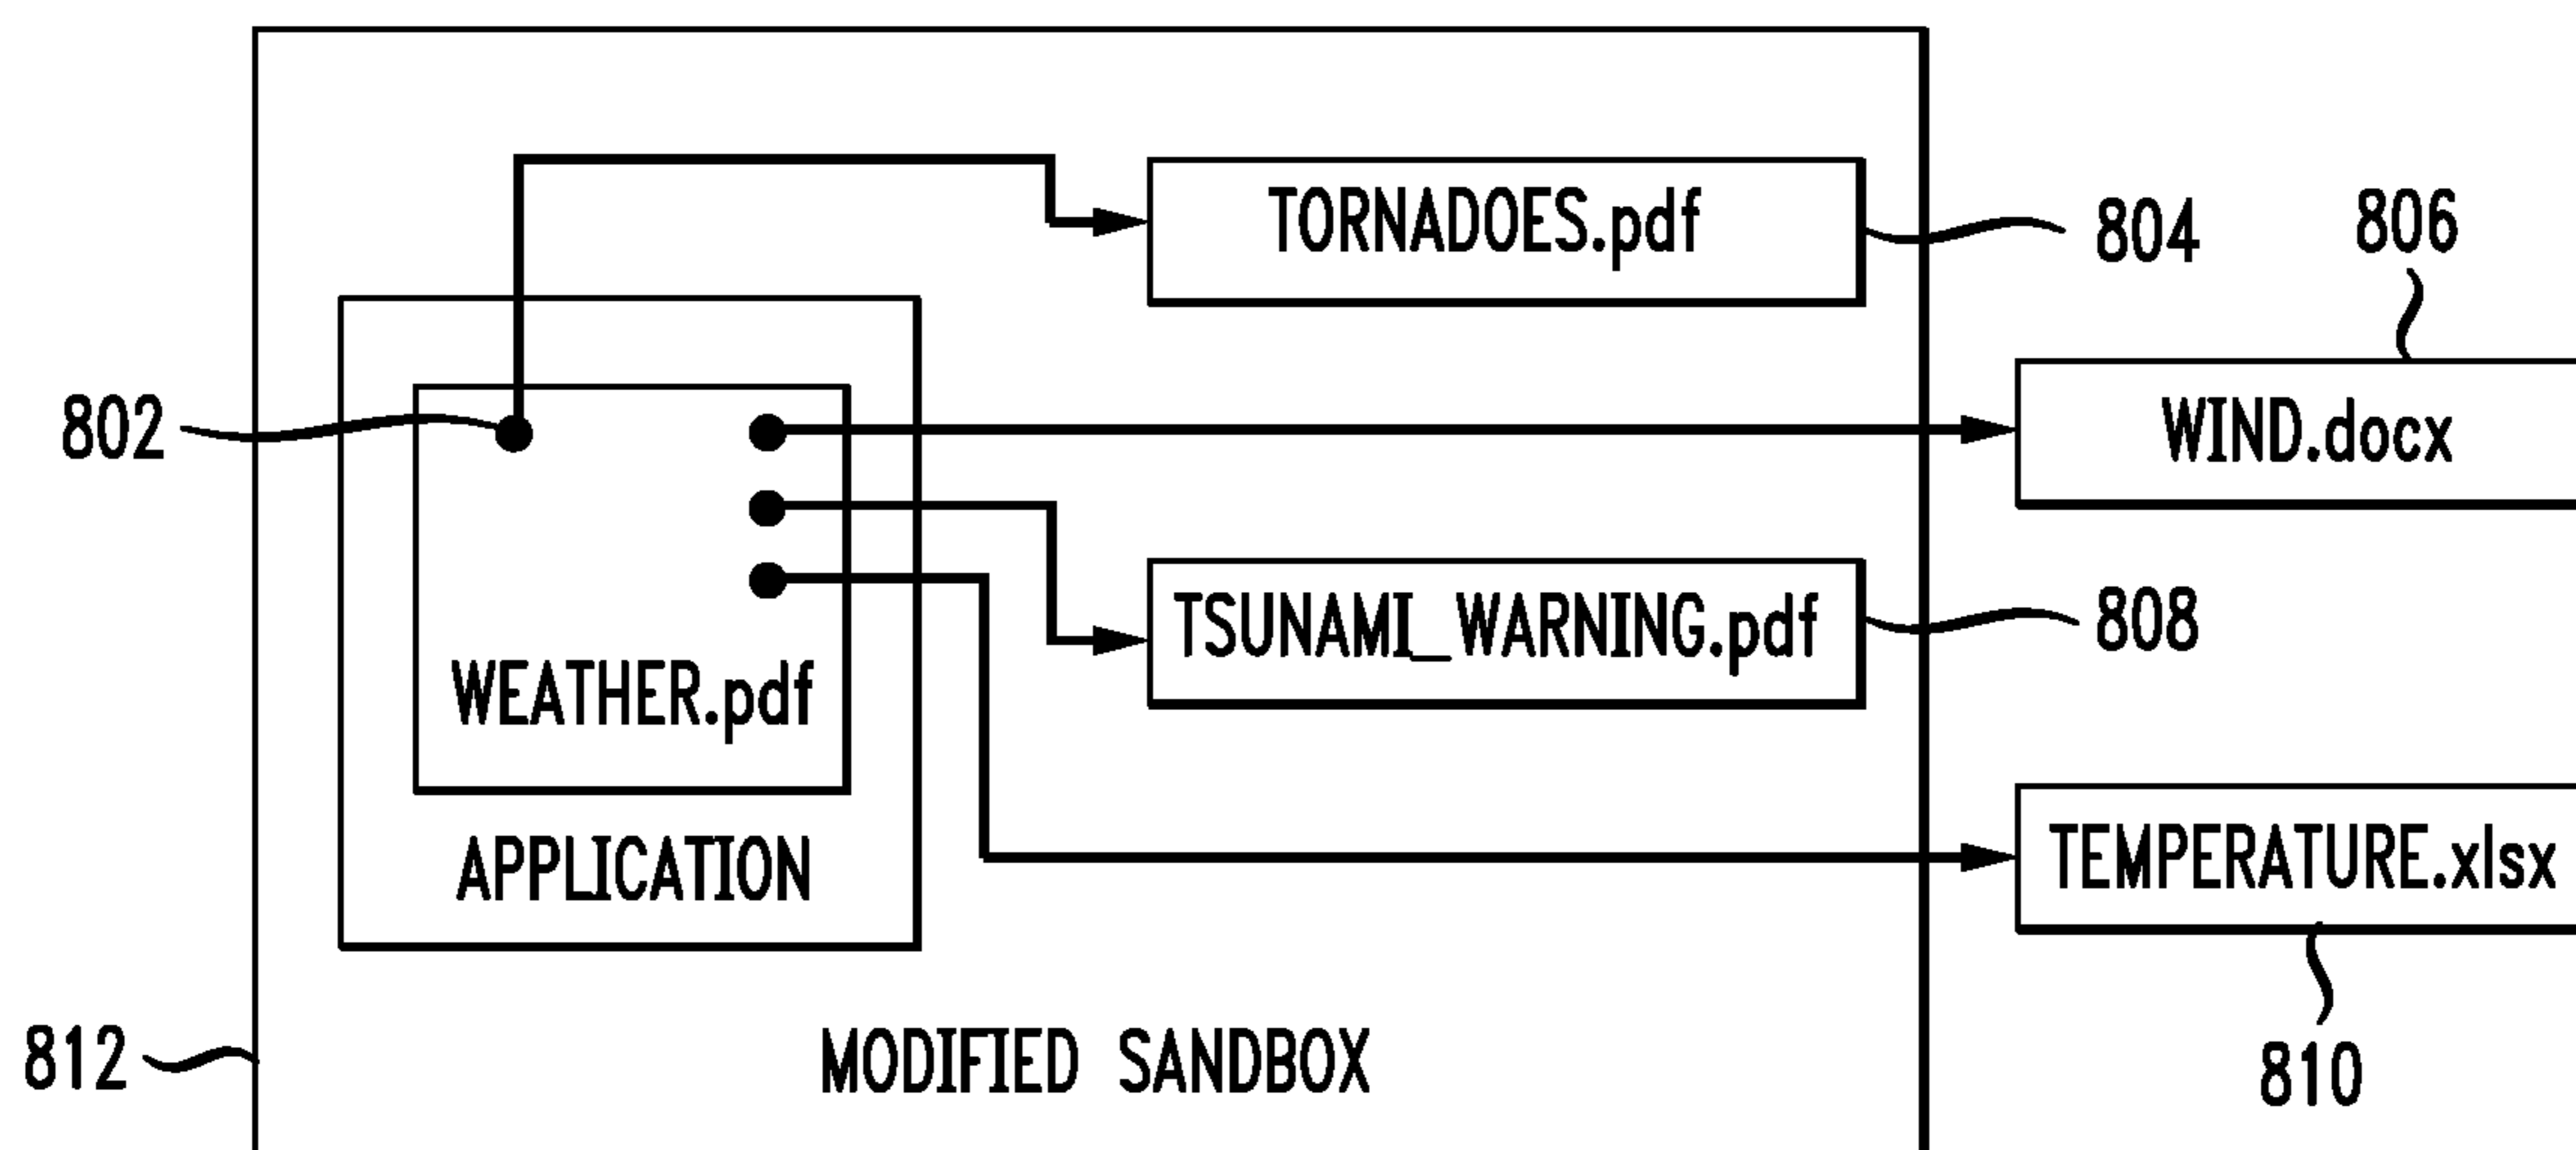 TORNADOES.pdf
804
806
802
WIND.docx
TSUNAMI_WARNING.pdf
808
WEATHER.pdf
TEMPERATURE.xlsx
APPLICATION
812
MODIFIED SANDBOX
810